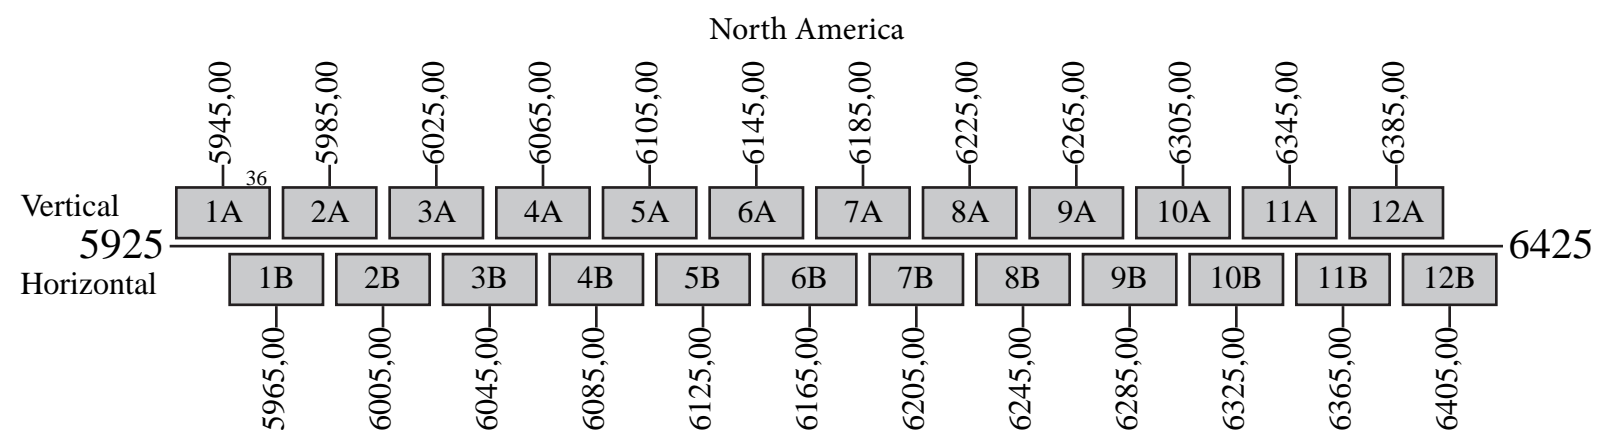 North America
5945,00 5985,00 6025,00 6065,00 6105,00 6145,00 6185,00 6225,00 6265,00 6305,00 6345,00 6385,00
36
Vertical 1A 2A 3A 4A 5A 6A 7A 8A 9A 10A 11A 12A
5925 6425
Horizontal 1B 2B 3B 4B 5B 6B 7B 8B 9B 10B 11B 12B
5965,00 6005,00 6045,00 6085,00 6125,00 6165,00 6205,00 6245,00 6285,00 6325,00 6365,00 6405,00